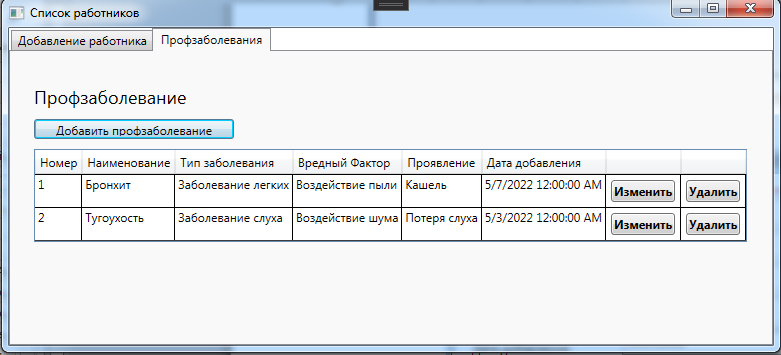 Список работников
Добавление работника Профзаболевания
Профзаболевание
Добавить профзаболевание
Номер Наименование Тип заболевания Вредный Фактор Проявление Дата добавления
1 Бронхит Заболевание легких Воздействие пыли Кашель 5/7/2022 12:00:00 AM Изменить Удалить
2 Тугоухость Заболевание слуха Воздействие шума Потеря слуха 5/3/2022 12:00:00 AM Изменить Удалить